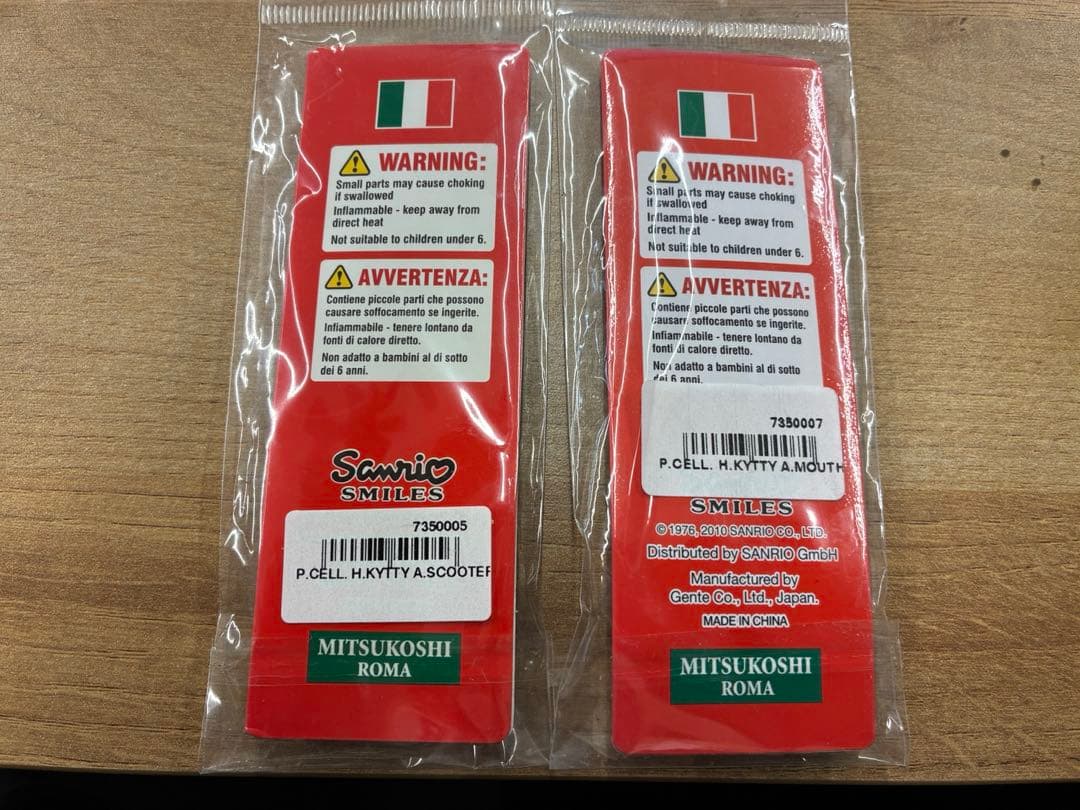 WARNING:
Small parts may cause choking
if swallowed
Inflammable - keep away from
direct heat
Not suitable to children under 6.
AVVERTENZA:
Contiene piccole parti che possono
causare soffocamento se ingerite.
Infiammabile - tenere lontano da
fonti di calore diretto.
Non adatto a bambini al di sotto
dei 6 anni.
Sanrio
SMILES
7350005
P.CELL. H.KYTTY A.SCOOTER
MITSUKOSHI
ROMA
WARNING:
Small parts may cause choking
if swallowed
Inflammable - keep away from
direct heat
Not suitable to children under 6.
AVVERTENZA:
Contiene piccole parti che possono
causare soffocamento se ingerite.
Infiammabile - tenere lontano da
fonti di calore diretto.
Non adatto a bambini al di sotto
dei 6 anni.
7350007
P.CELL. H.KYTTY A.MOUTH
SMILES
© 1976, 2010 SANRIO CO., LTD.
Distributed by SANRIO GmbH
Manufactured by
Gente Co., Ltd., Japan.
MADE IN CHINA
MITSUKOSHI
ROMA